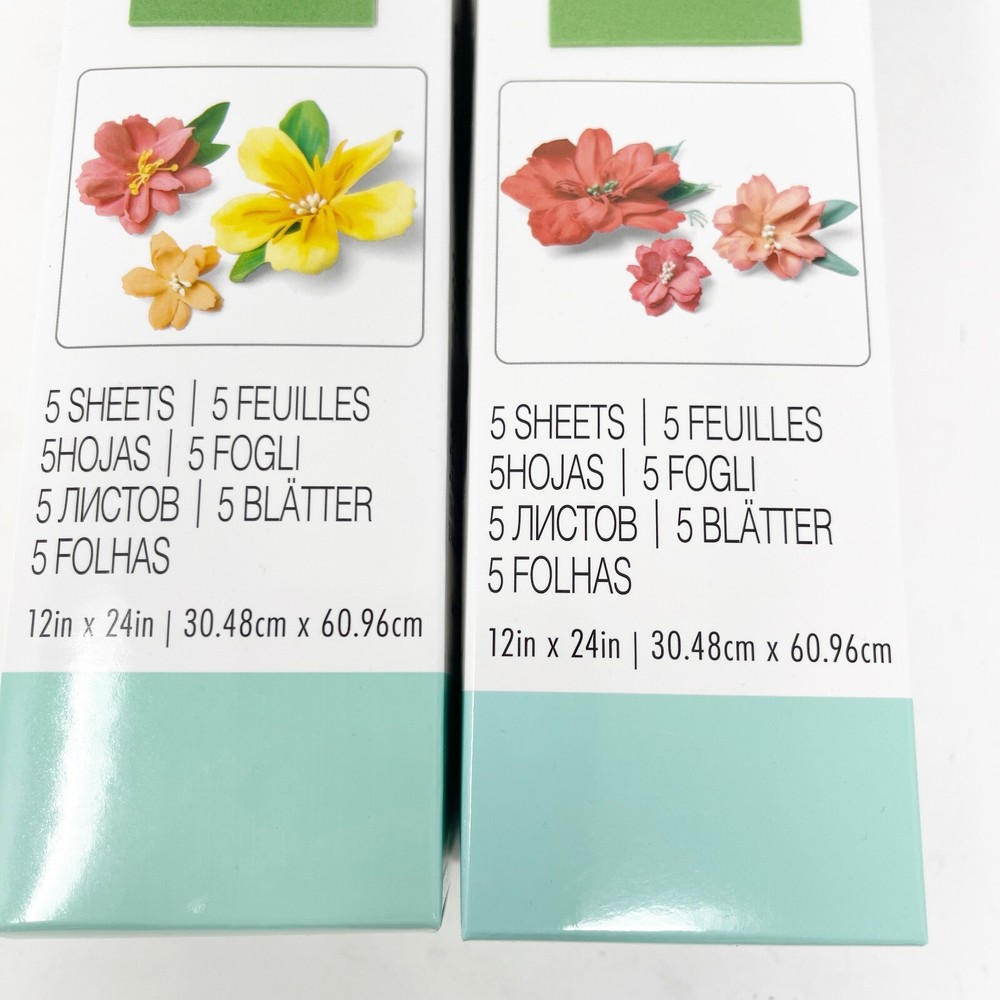 5 SHEETS | 5 FEUILLES
5HOJAS | 5 FOGLI
5 ЛИСТОВ | 5 BLÄTTER
5 FOLHAS
12in x 24in | 30.48cm x 60.96cm
5 SHEETS | 5 FEUILLES
5HOJAS | 5 FOGLI
5 ЛИСТОВ | 5 BLÄTTER
5 FOLHAS
12in x 24in | 30.48cm x 60.96cm